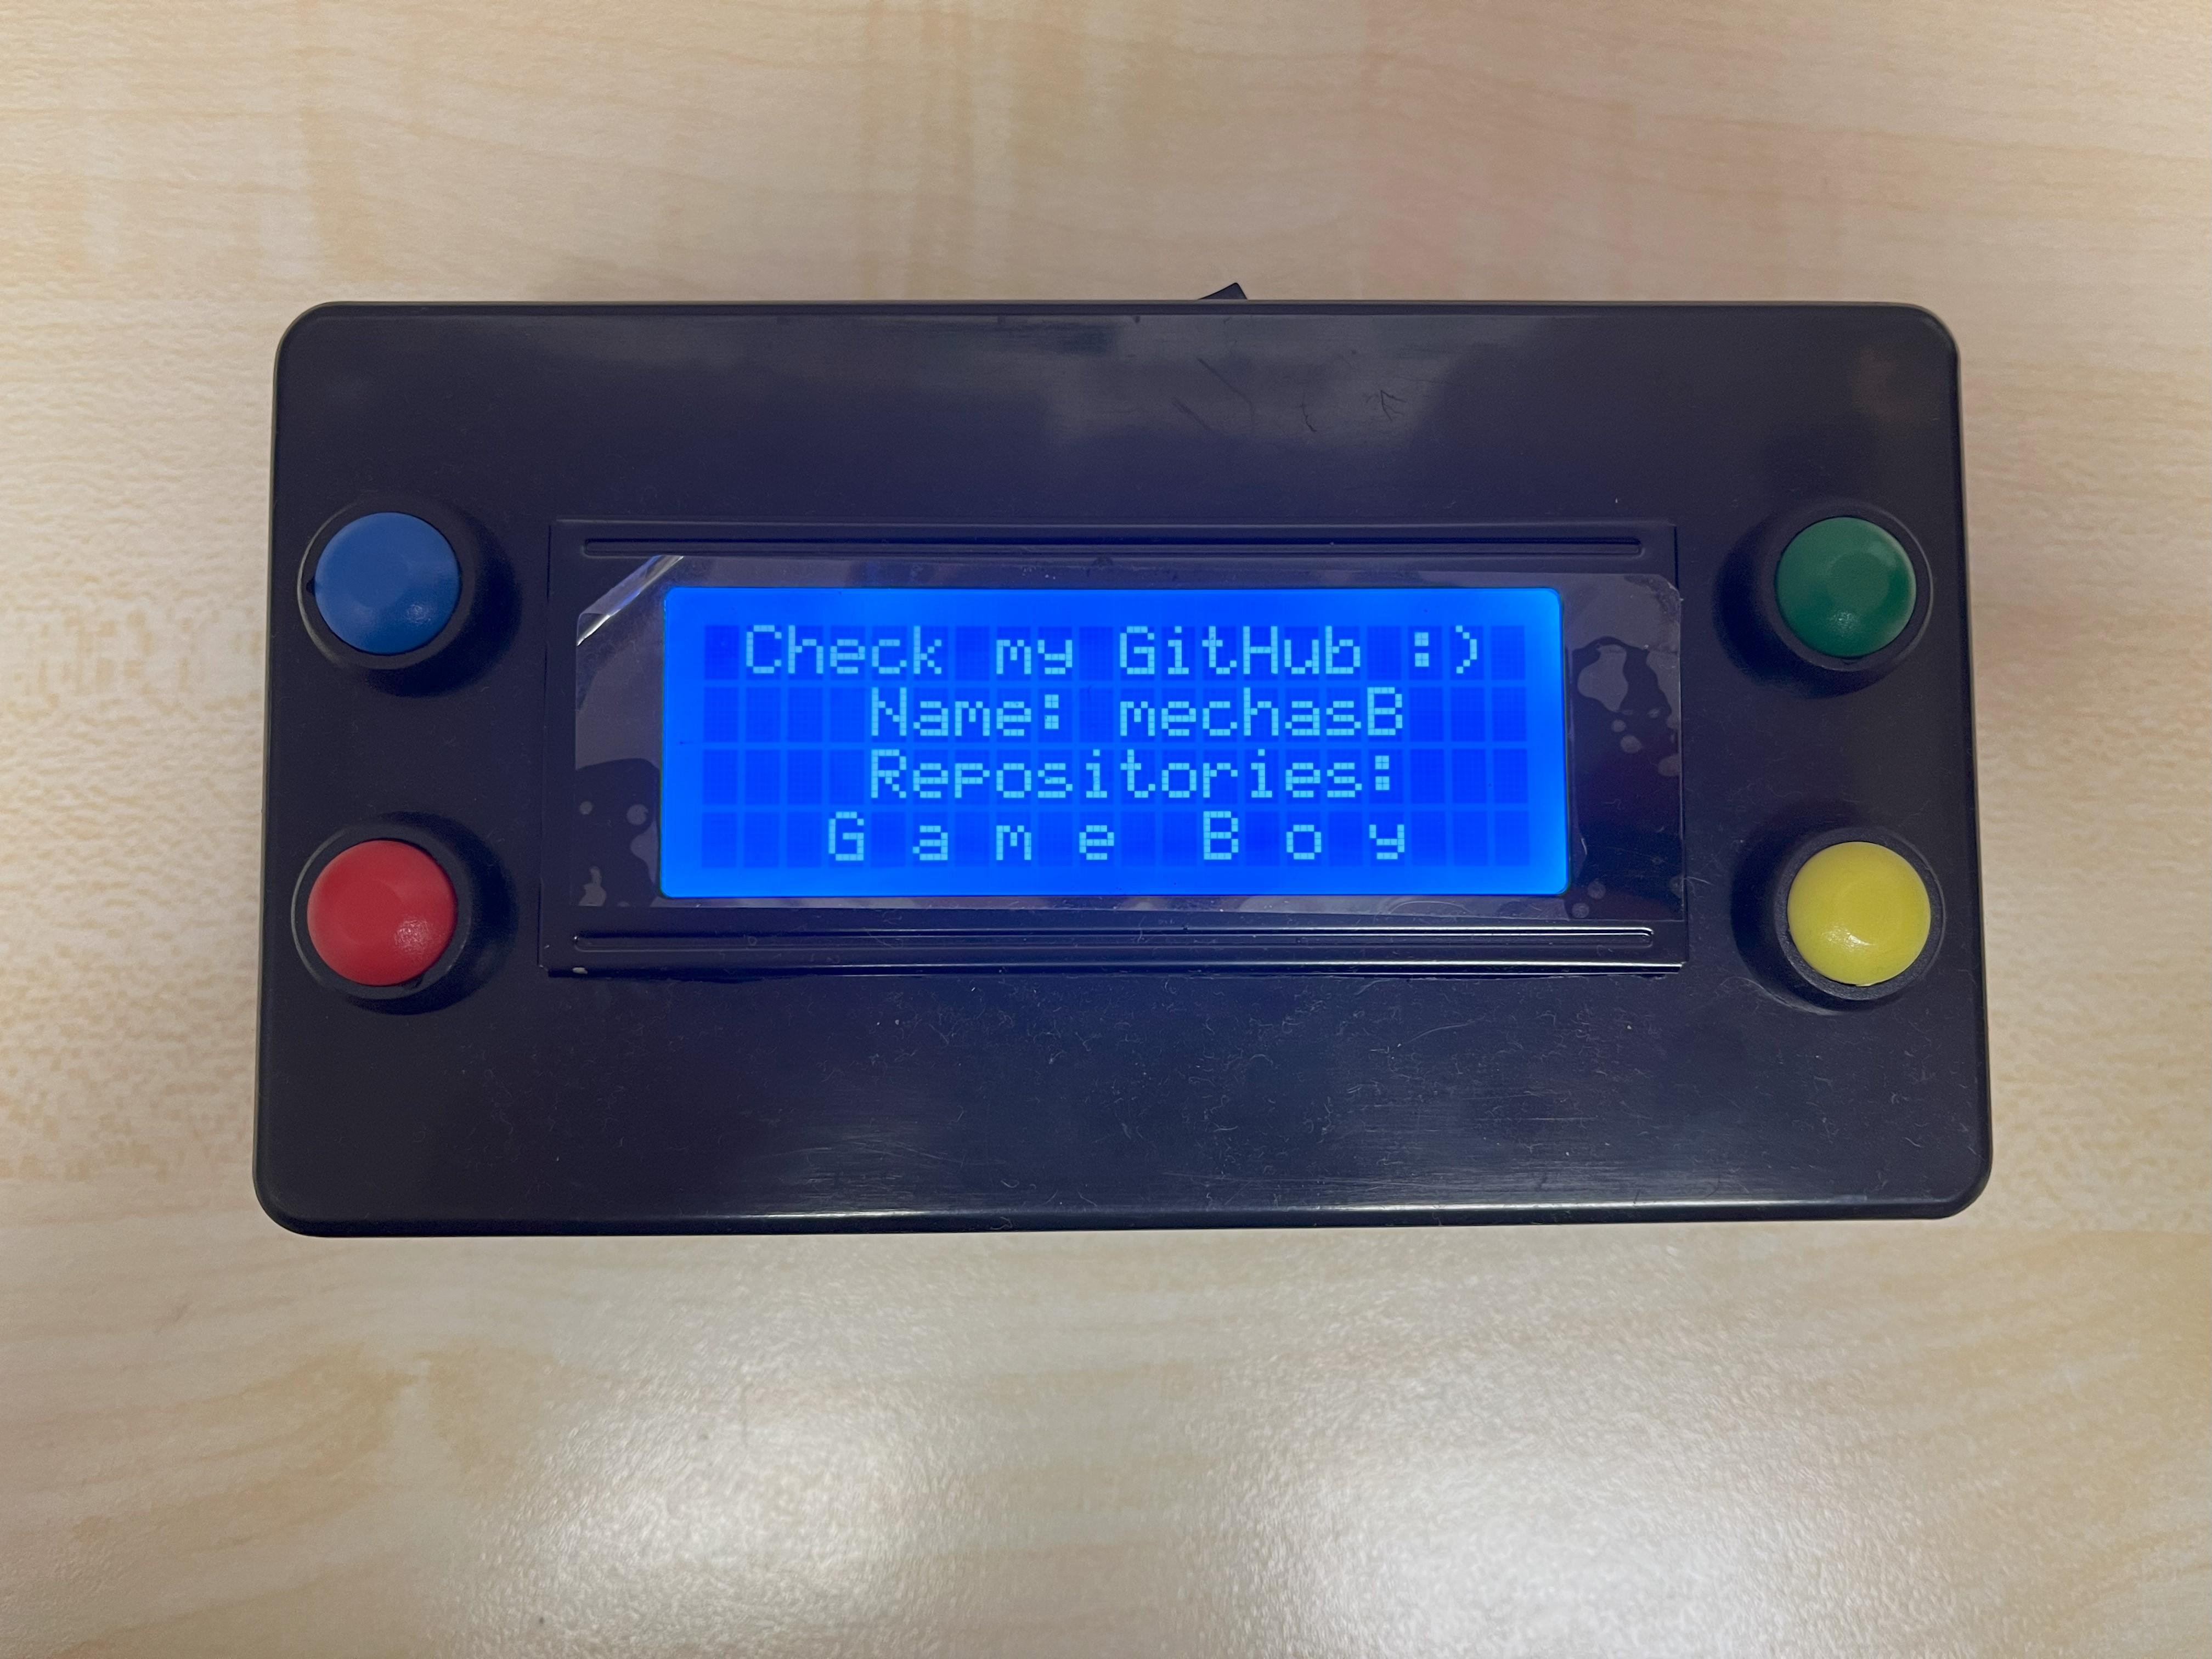 Check my GitHub :)
Name: mechasB
Repositories:
G a m e  B o y